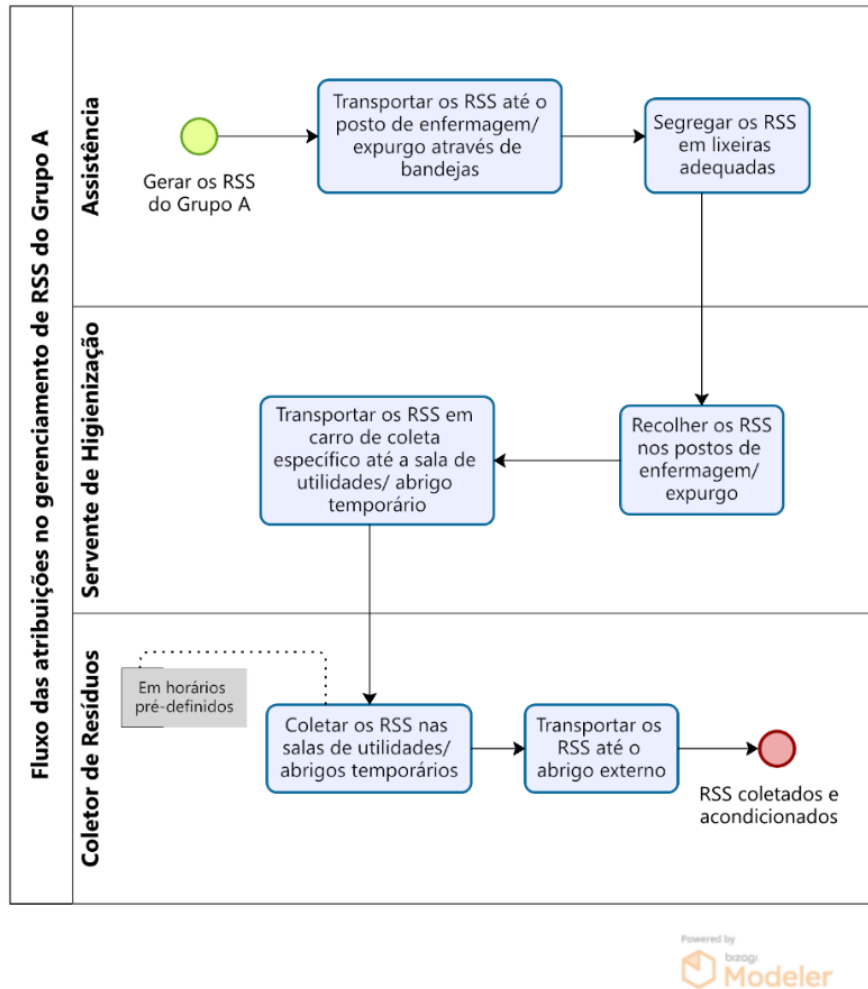 Fluxo das atribuições no gerenciamento de RSS do Grupo A
Assistência
Gerar os RSS
do Grupo A
Transportar os RSS até o
posto de enfermagem/
expurgo através de
bandejas
Segregar os RSS
em lixeiras
adequadas
Servente de Higienização
Recolher os RSS
nos postos de
enfermagem/
expurgo
Transportar os RSS em
carro de coleta
específico até a sala de
utilidades/ abrigo
temporário
Coletor de Resíduos
Em horários
pré-definidos
Coletar os RSS nas
salas de utilidades/
abrigos temporários
Transportar os
RSS até o
abrigo externo
RSS coletados e
acondicionados
Powered by
bizagi
Modeler